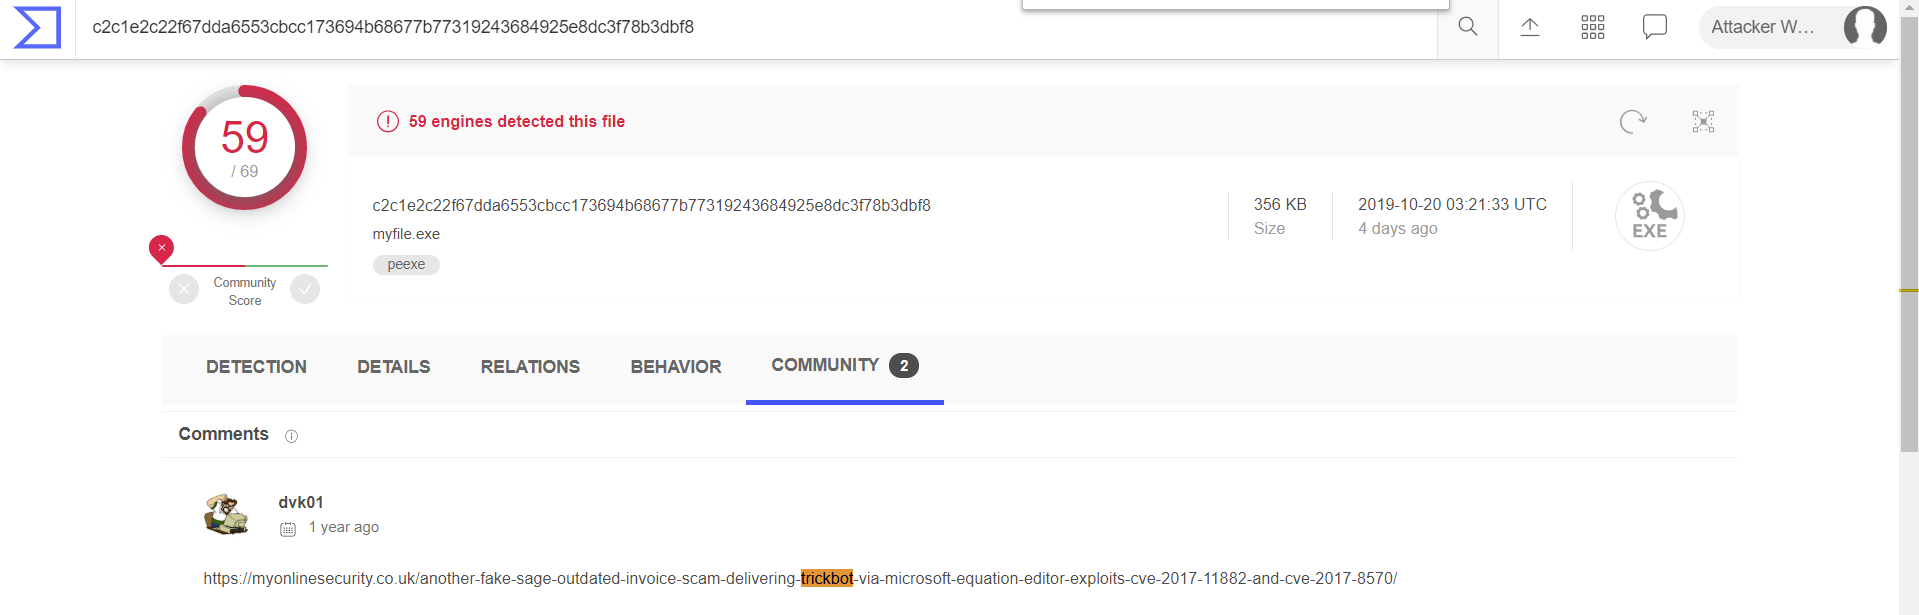 c2c1e2c22f67dda6553cbcc173694b68677b77319243684925e8dc3f78b3dbf8
Attacker W...
59
/ 69
59 engines detected this file
c2c1e2c22f67dda6553cbcc173694b68677b77319243684925e8dc3f78b3dbf8
myfile.exe
peexe
356 KB
Size
2019-10-20 03:21:33 UTC
4 days ago
EXE
Community
Score
DETECTION DETAILS RELATIONS BEHAVIOR COMMUNITY 2
Comments
dvk01
1 year ago
https://myonlinesecurity.co.uk/another-fake-sage-outdated-invoice-scam-delivering-trickbot-via-microsoft-equation-editor-exploits-cve-2017-11882-and-cve-2017-8570/